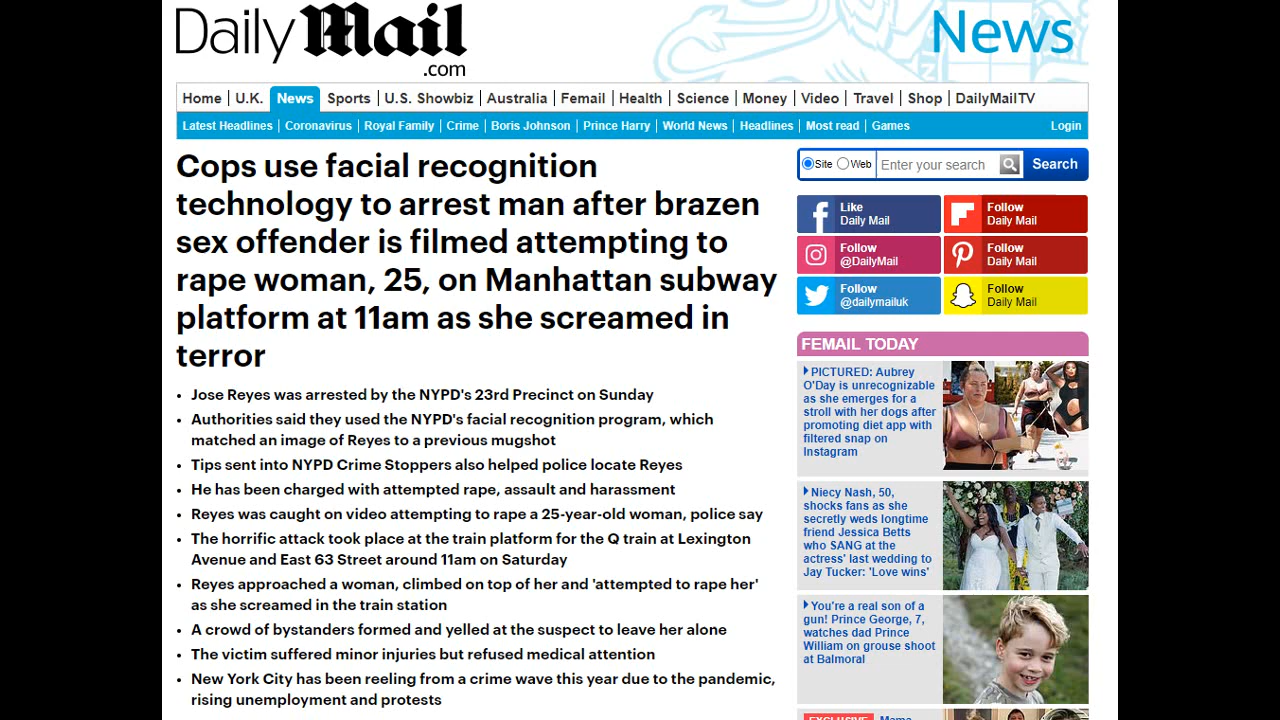 Daily Mail
.com
News
Home U.K. News Sports U.S. Showbiz Australia Femail Health Science Money Video Travel Shop DailyMailTV
Latest Headlines Coronavirus Royal Family Crime Boris Johnson Prince Harry World News Headlines Most read Games Login
Cops use facial recognition
technology to arrest man after brazen
sex offender is filmed attempting to
rape woman, 25, on Manhattan subway
platform at 11am as she screamed in
terror
• Jose Reyes was arrested by the NYPD's 23rd Precinct on Sunday
• Authorities said they used the NYPD's facial recognition program, which
matched an image of Reyes to a previous mugshot
• Tips sent into NYPD Crime Stoppers also helped police locate Reyes
• He has been charged with attempted rape, assault and harassment
• Reyes was caught on video attempting to rape a 25-year-old woman, police say
• The horrific attack took place at the train platform for the Q train at Lexington
Avenue and East 63 Street around 11am on Saturday
• Reyes approached a woman, climbed on top of her and 'attempted to rape her'
as she screamed in the train station
• A crowd of bystanders formed and yelled at the suspect to leave her alone
• The victim suffered minor injuries but refused medical attention
• New York City has been reeling from a crime wave this year due to the pandemic,
rising unemployment and protests
Site Web Enter your search Search
Like
Daily Mail
Follow
Daily Mail
Follow
@DailyMail
Follow
Daily Mail
Follow
@dailymailuk
Follow
Daily Mail
FEMAIL TODAY
PICTURED: Aubrey
O'Day is unrecognizable
as she emerges for a
stroll with her dogs after
promoting diet app with
filtered snap on
Instagram
Niecy Nash, 50,
shocks fans as she
secretly weds longtime
friend Jessica Betts
who SANG at the
actress' last wedding to
Jay Tucker: 'Love wins'
You're a real son of a
gun! Prince George, 7,
watches dad Prince
William on grouse shoot
at Balmoral
EXCLUSIVE Mama